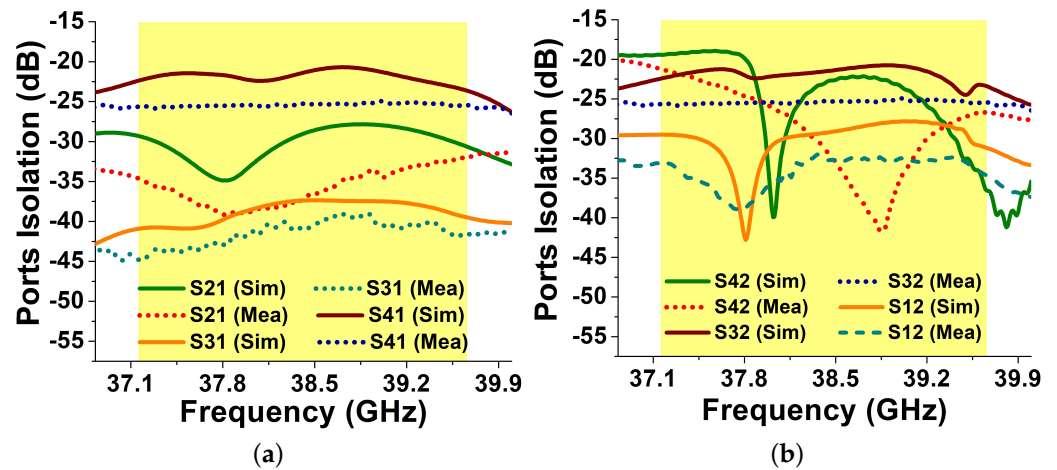 -15
-20
-25
-30
-35
-40
-45
-50
-55
Ports Isolation (dB)
S21 (Sim) S31 (Mea)
S21 (Mea) S41 (Sim)
S31 (Sim) S41 (Mea)
37.1 37.8 38.5 39.2 39.9
Frequency (GHz)
(a)
-15
-20
-25
-30
-35
-40
-45
-50
-55
Ports Isolation (dB)
S42 (Sim) S32 (Mea)
S42 (Mea) S12 (Sim)
S32 (Sim) S12 (Mea)
37.1 37.8 38.5 39.2 39.9
Frequency (GHz)
(b)